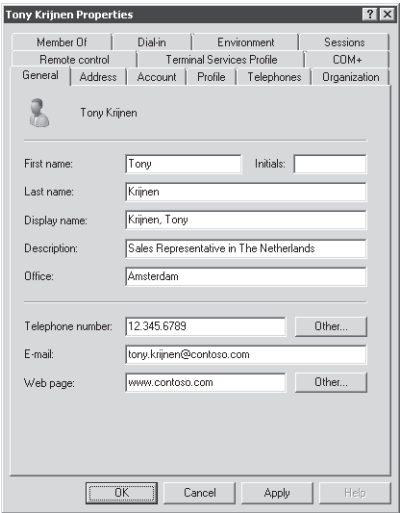 Tony Krijnen Properties
Member Of Dial-in Environment Sessions
Remote control Terminal Services Profile COM+
General Address Account Profile Telephones Organization
Tony Krijnen
First name: Tony Initials:
Last name: Krijnen
Display name: Krijnen, Tony
Description: Sales Representative in The Netherlands
Office: Amsterdam
Telephone number: 12.345.6789 Other...
E-mail: tony.krijnen@contoso.com
Web page: www.contoso.com Other...
OK Cancel Apply Help